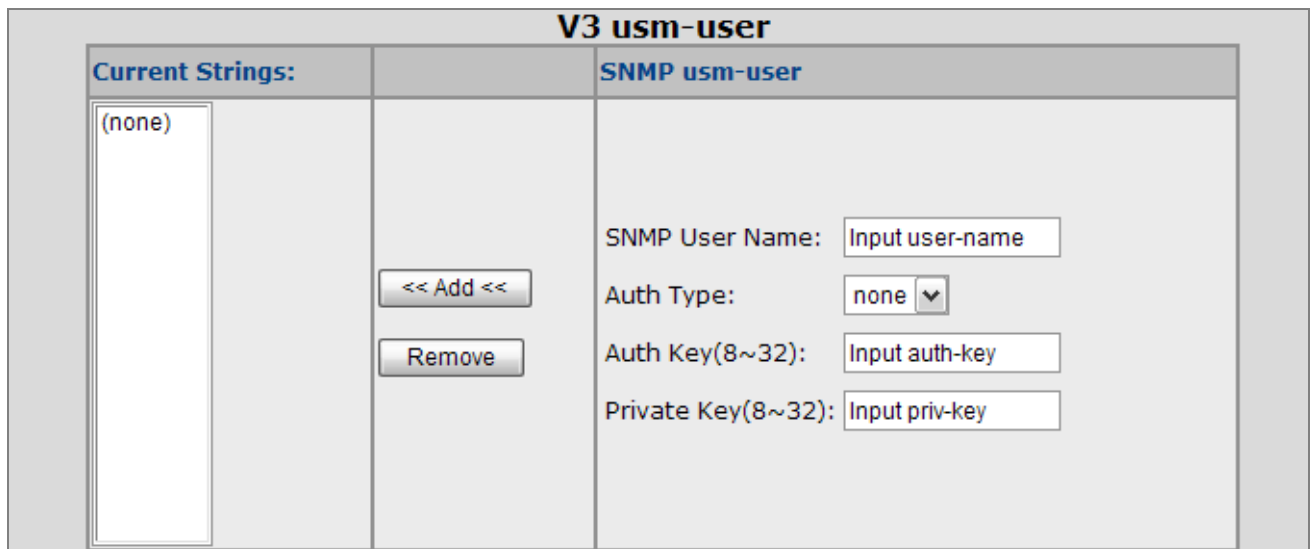 V3 usm-user
Current Strings:
SNMP usm-user
(none)
<< Add <<
Remove
SNMP User Name: Input user-name
Auth Type: none
Auth Key(8~32): Input auth-key
Private Key(8~32): Input priv-key